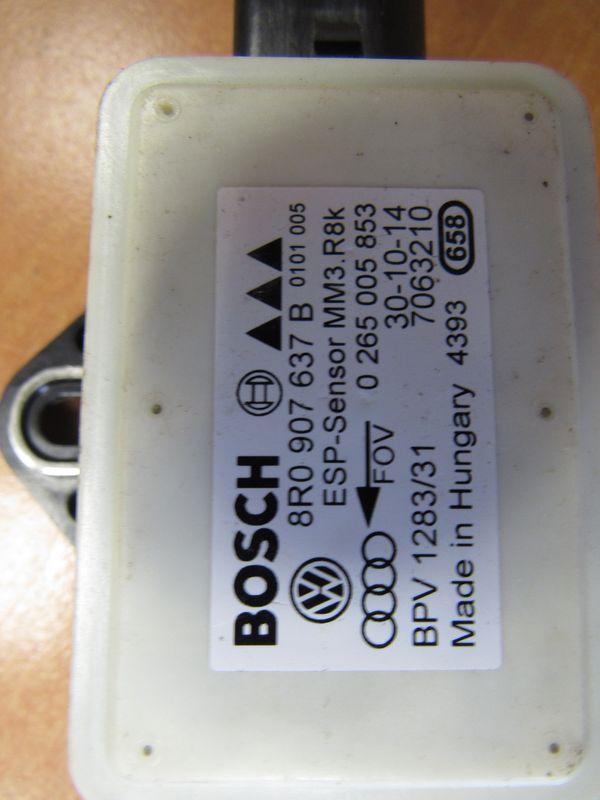 BOSCH
8R0 907 637 B 0101 005
ESP-Sensor MM3.R8k
FOV 0 265 005 853
30-10-14
BPV 1283/31 7063210
Made in Hungary 4393 658